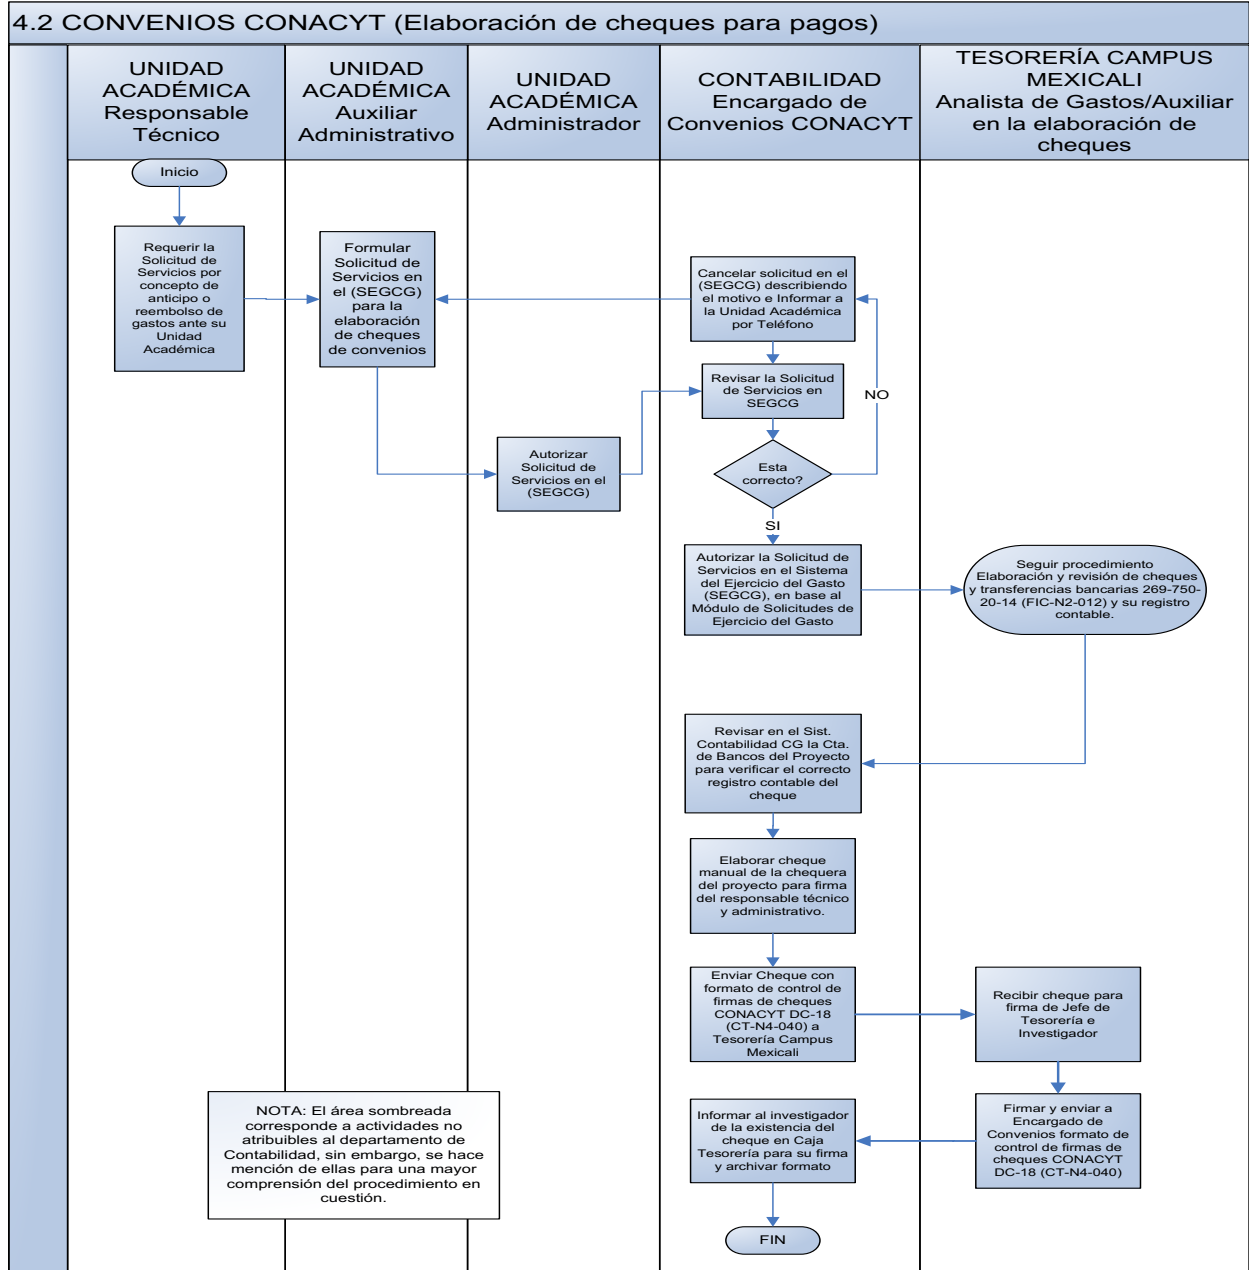 4.2 CONVENIOS CONACYT (Elaboración de cheques para pagos)
UNIDAD
ACADÉMICA
Responsable
Técnico
UNIDAD
ACADÉMICA
Auxiliar
Administrativo
UNIDAD
ACADÉMICA
Administrador
CONTABILIDAD
Encargado de
Convenios CONACYT
TESORERÍA CAMPUS
MEXICALI
Analista de Gastos/Auxiliar
en la elaboración de
cheques
Inicio
Requerir la
Solicitud de
Servicios por
concepto de
anticipo o
reembolso de
gastos ante su
Unidad
Académica
Formular
Solicitud de
Servicios en
el (SEGCG)
para la
elaboración
de cheques
de convenios
Cancelar solicitud en el
(SEGCG) describiendo
el motivo e Informar a
la Unidad Académica
por Teléfono
Revisar la Solicitud
de Servicios en
SEGCG
NO
Autorizar
Solicitud de
Servicios en el
(SEGCG)
Esta
correcto?
SI
Autorizar la Solicitud de
Servicios en el Sistema
del Ejercicio del Gasto
(SEGCG), en base al
Módulo de Solicitudes de
Ejercicio del Gasto
Seguir procedimiento
Elaboración y revisión de cheques
y transferencias bancarias 269-750-
20-14 (FIC-N2-012) y su registro
contable.
Revisar en el Sist.
Contabilidad CG la Cta.
de Bancos del Proyecto
para verificar el correcto
registro contable del
cheque
Elaborar cheque
manual de la chequera
del proyecto para firma
del responsable técnico
y administrativo.
Enviar Cheque con
formato de control de
firmas de cheques
CONACYT DC-18
(CT-N4-040) a
Tesorería Campus
Mexicali
Recibir cheque para
firma de Jefe de
Tesorería e
Investigador
NOTA: El área sombreada
corresponde a actividades no
atribuibles al departamento de
Contabilidad, sin embargo, se hace
mención de ellas para una mayor
comprensión del procedimiento en
cuestión.
Informar al investigador
de la existencia del
cheque en Caja
Tesorería para su firma
y archivar formato
Firmar y enviar a
Encargado de
Convenios formato de
control de firmas de
cheques CONACYT
DC-18 (CT-N4-040)
FIN